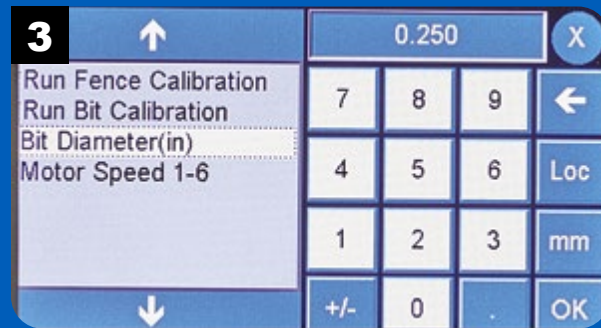 3
0.250
X
Run Fence Calibration
Run Bit Calibration
Bit Diameter(in)
Motor Speed 1-6
7 8 9
4 5 6 Loc
1 2 3 mm
+/- 0 . OK